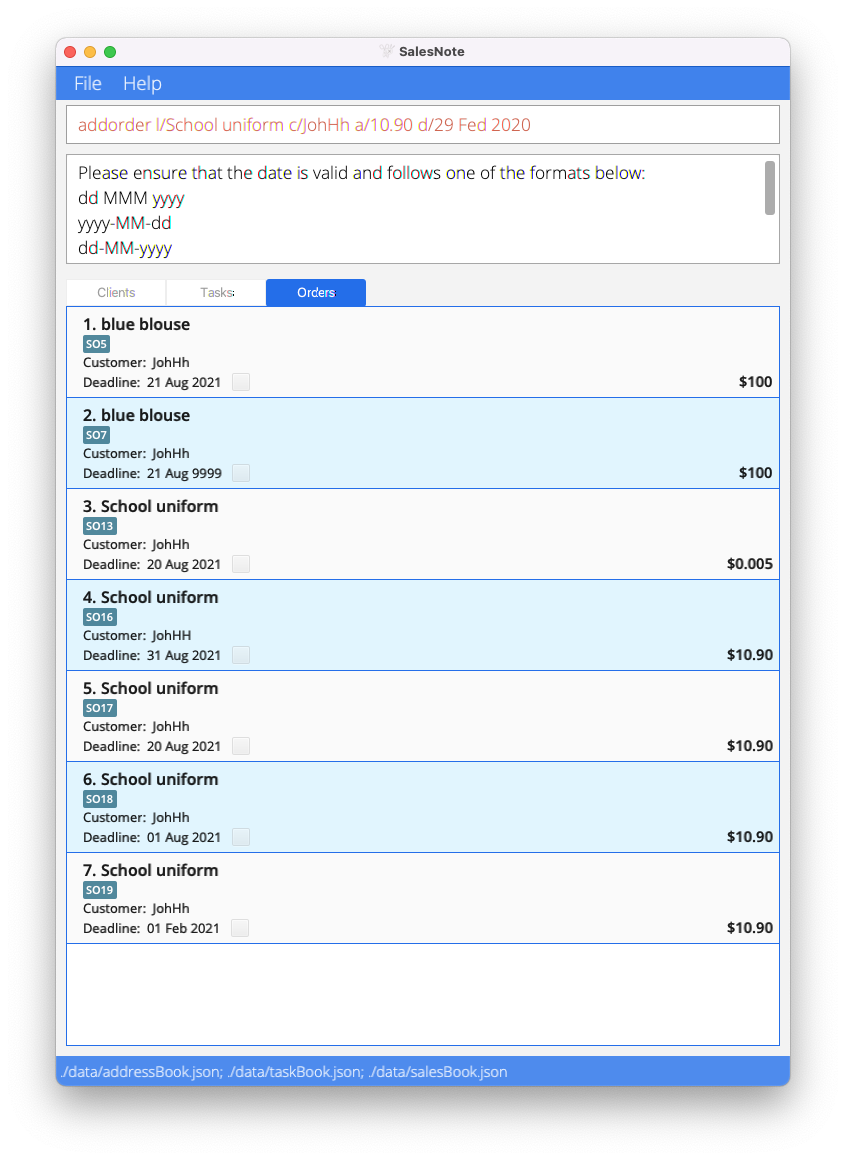 SalesNote
File Help
addorder l/School uniform c/JohHh a/10.90 d/29 Fed 2020
Please ensure that the date is valid and follows one of the formats below:
dd MMM yyyy
yyyy-MM-dd
dd-MM-yyyy
Clients Tasks Orders
1. blue blouse
SO5
Customer: JohHh
Deadline: 21 Aug 2021 $100
2. blue blouse
SO7
Customer: JohHh
Deadline: 21 Aug 9999 $100
3. School uniform
SO13
Customer: JohHh
Deadline: 20 Aug 2021 $0.005
4. School uniform
SO16
Customer: JohHH
Deadline: 31 Aug 2021 $10.90
5. School uniform
SO17
Customer: JohHh
Deadline: 20 Aug 2021 $10.90
6. School uniform
SO18
Customer: JohHh
Deadline: 01 Aug 2021 $10.90
7. School uniform
SO19
Customer: JohHh
Deadline: 01 Feb 2021 $10.90
./data/addressBook.json; ./data/taskBook.json; ./data/salesBook.json